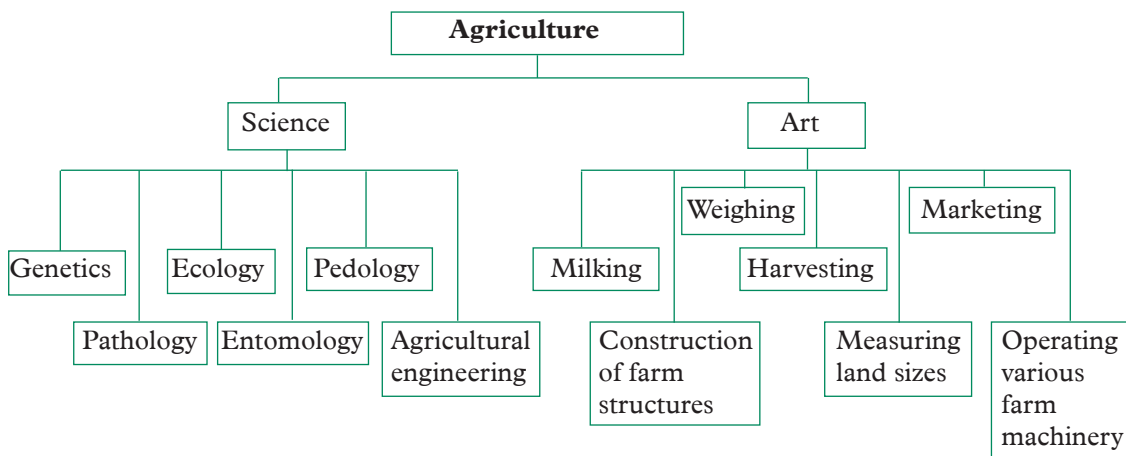 Agriculture
Science
Art
Weighing
Marketing
Genetics
Ecology
Pedology
Milking
Harvesting
Pathology
Entomology
Agricultural
engineering
Construction
of farm
structures
Measuring
land sizes
Operating
various
farm
machinery